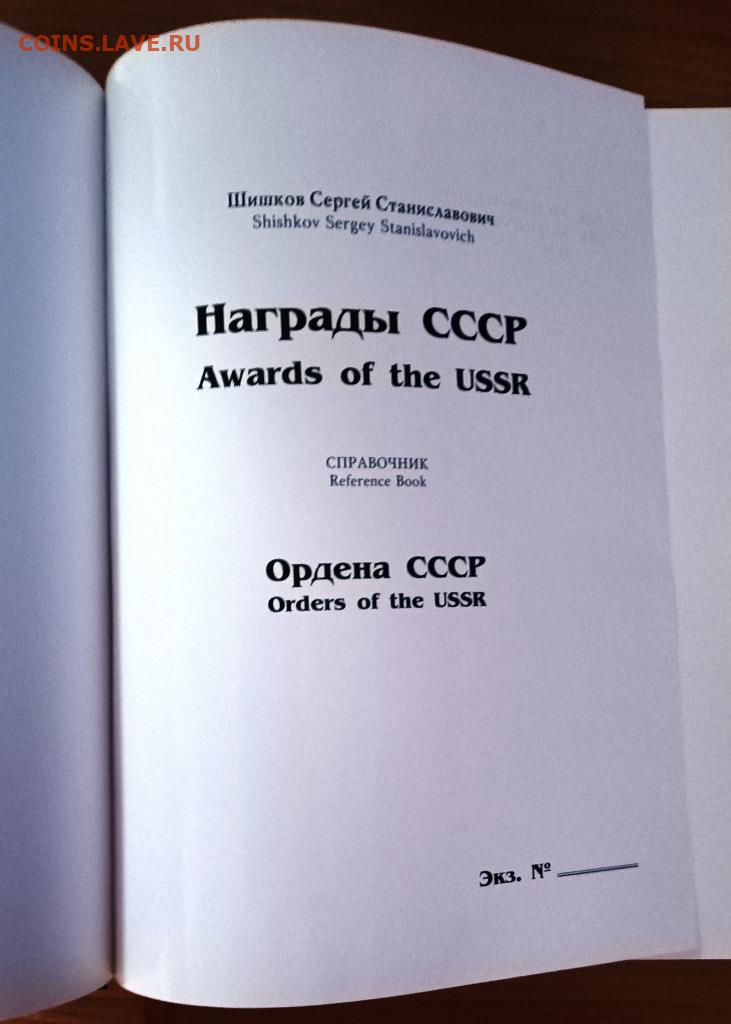 COINS.LAVE.RU
Шишков Сергей Станиславович
Shishkov Sergey Stanislavovich
Награды СССР
Awards of the USSR
СПРАВОЧНИК
Reference Book
Ордена СССР
Orders of the USSR
Экз. №